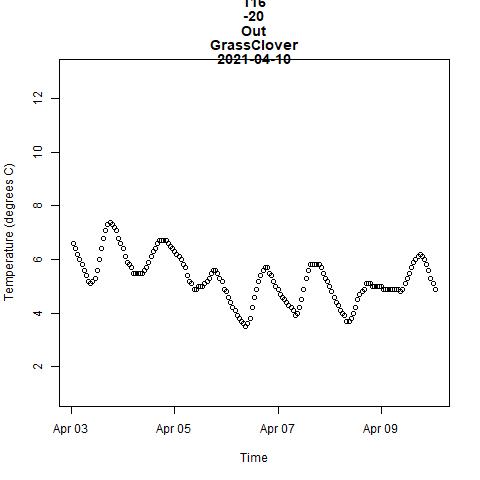 T16
-20
Out
GrassClover
2021-04-10
Temperature (degrees C)
12
10
8
6
4
2
Apr 03
Apr 05
Apr 07
Apr 09
Time